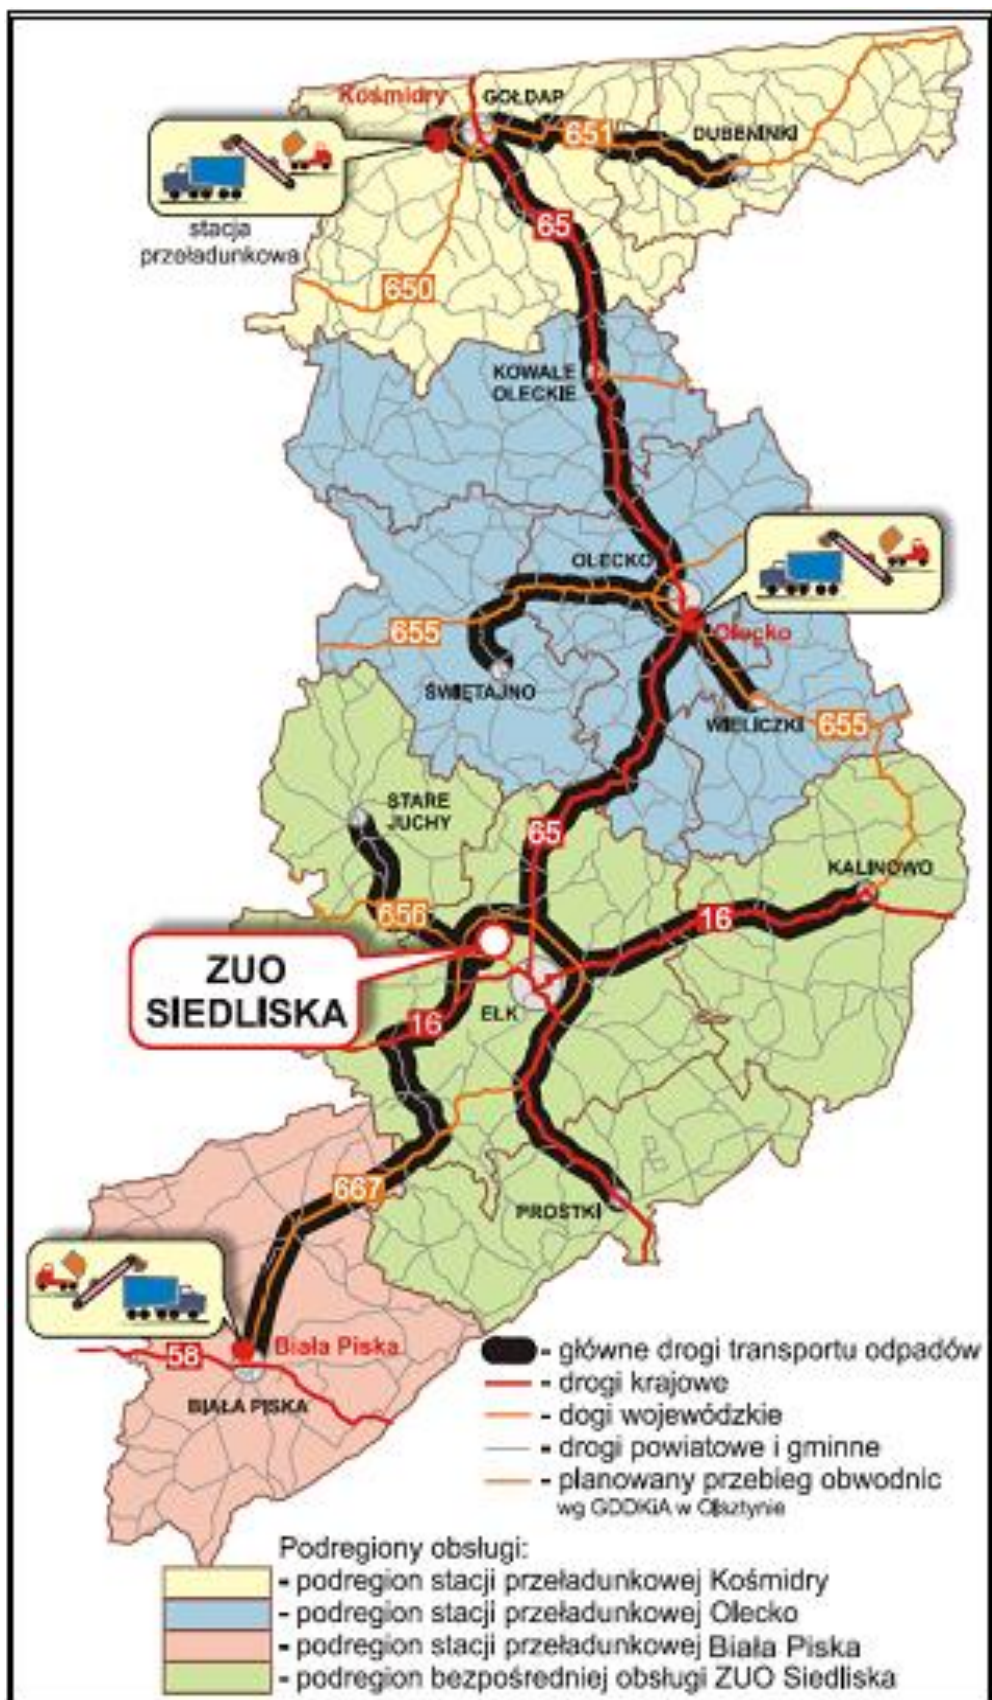 Kośmidry
GOŁDAP
651
DUBENINKI
stacja
przeładunkowa
65
650
KOWALE
OLECKIE
OLECKO
Olecko
655
ŚWIĘTAJNO
WIELICZKI
655
STARE
JUCHY
65
KALINOWO
656
16
ZUO
SIEDLISKA
EŁK
16
667
PROSTKI
Biała Piska
58
BIAŁA PISKA
- główne drogi transportu odpadów
- drogi krajowe
- dogi wojewódzkie
- drogi powiatowe i gminne
- planowany przebieg obwodnic
wg GDDKiA w Olsztynie
Podregiony obsługi:
- podregion stacji przeładunkowej Kośmidry
- podregion stacji przeładunkowej Olecko
- podregion stacji przeładunkowej Biała Piska
- podregion bezpośredniej obsługi ZUO Siedliska